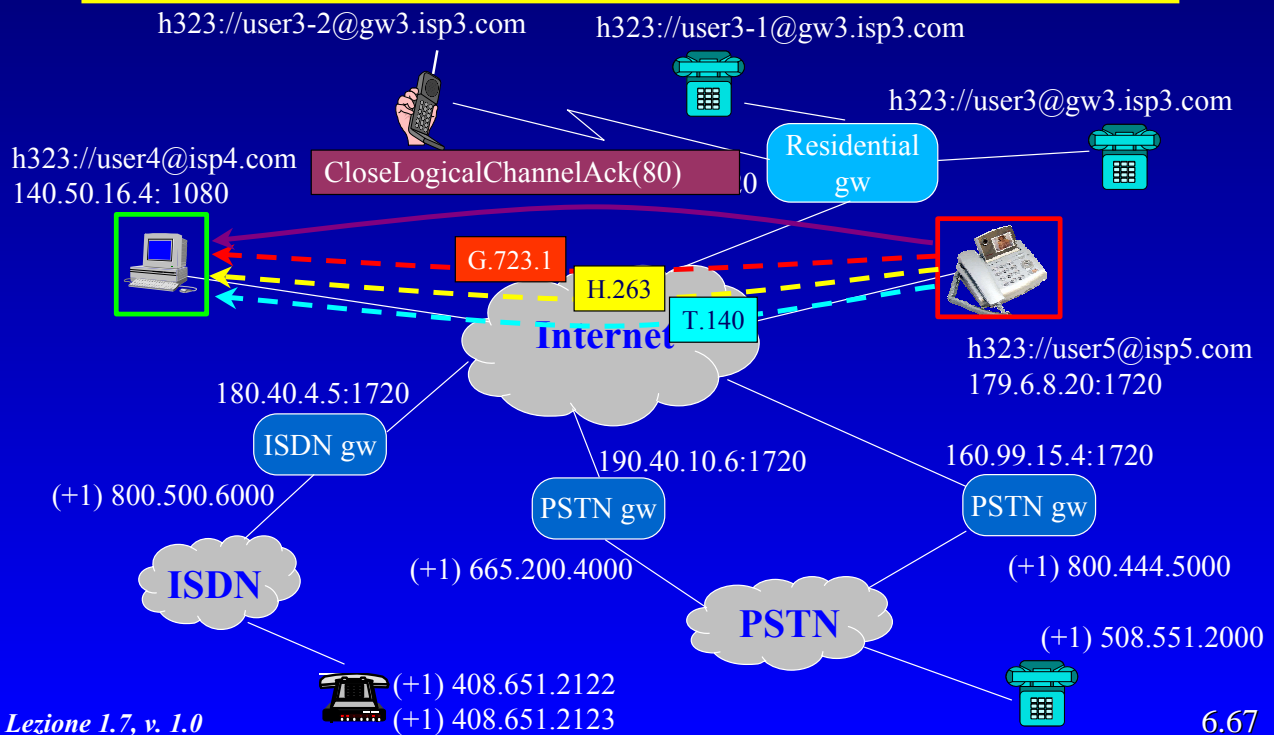 h323://user3-2@gw3.isp3.com
h323://user3-1@gw3.isp3.com
h323://user3@gw3.isp3.com
Residential
gw
h323://user4@isp4.com
140.50.16.4: 1080
CloseLogicalChannelAck(80)
G.723.1
H.263
T.140
Internet
h323://user5@isp5.com
179.6.8.20:1720
180.40.4.5:1720
ISDN gw
190.40.10.6:1720
160.99.15.4:1720
(+1) 800.500.6000
PSTN gw
PSTN gw
(+1) 665.200.4000
(+1) 800.444.5000
ISDN
PSTN
(+1) 508.551.2000
(+1) 408.651.2122
(+1) 408.651.2123
Lezione 1.7, v. 1.0
6.67